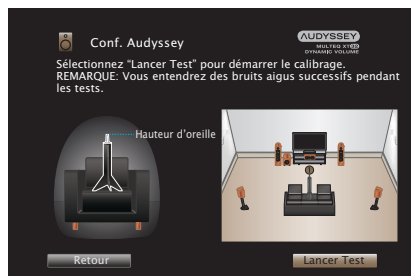 Conf. Audyssey
AUDYSSEY
MULTEQ XT32
DYNAMIC VOLUME
Sélectionnez “Lancer Test” pour démarrer le calibrage.
REMARQUE: Vous entendrez des bruits aigus successifs pendant
les tests.
Hauteur d’oreille
Retour
Lancer Test